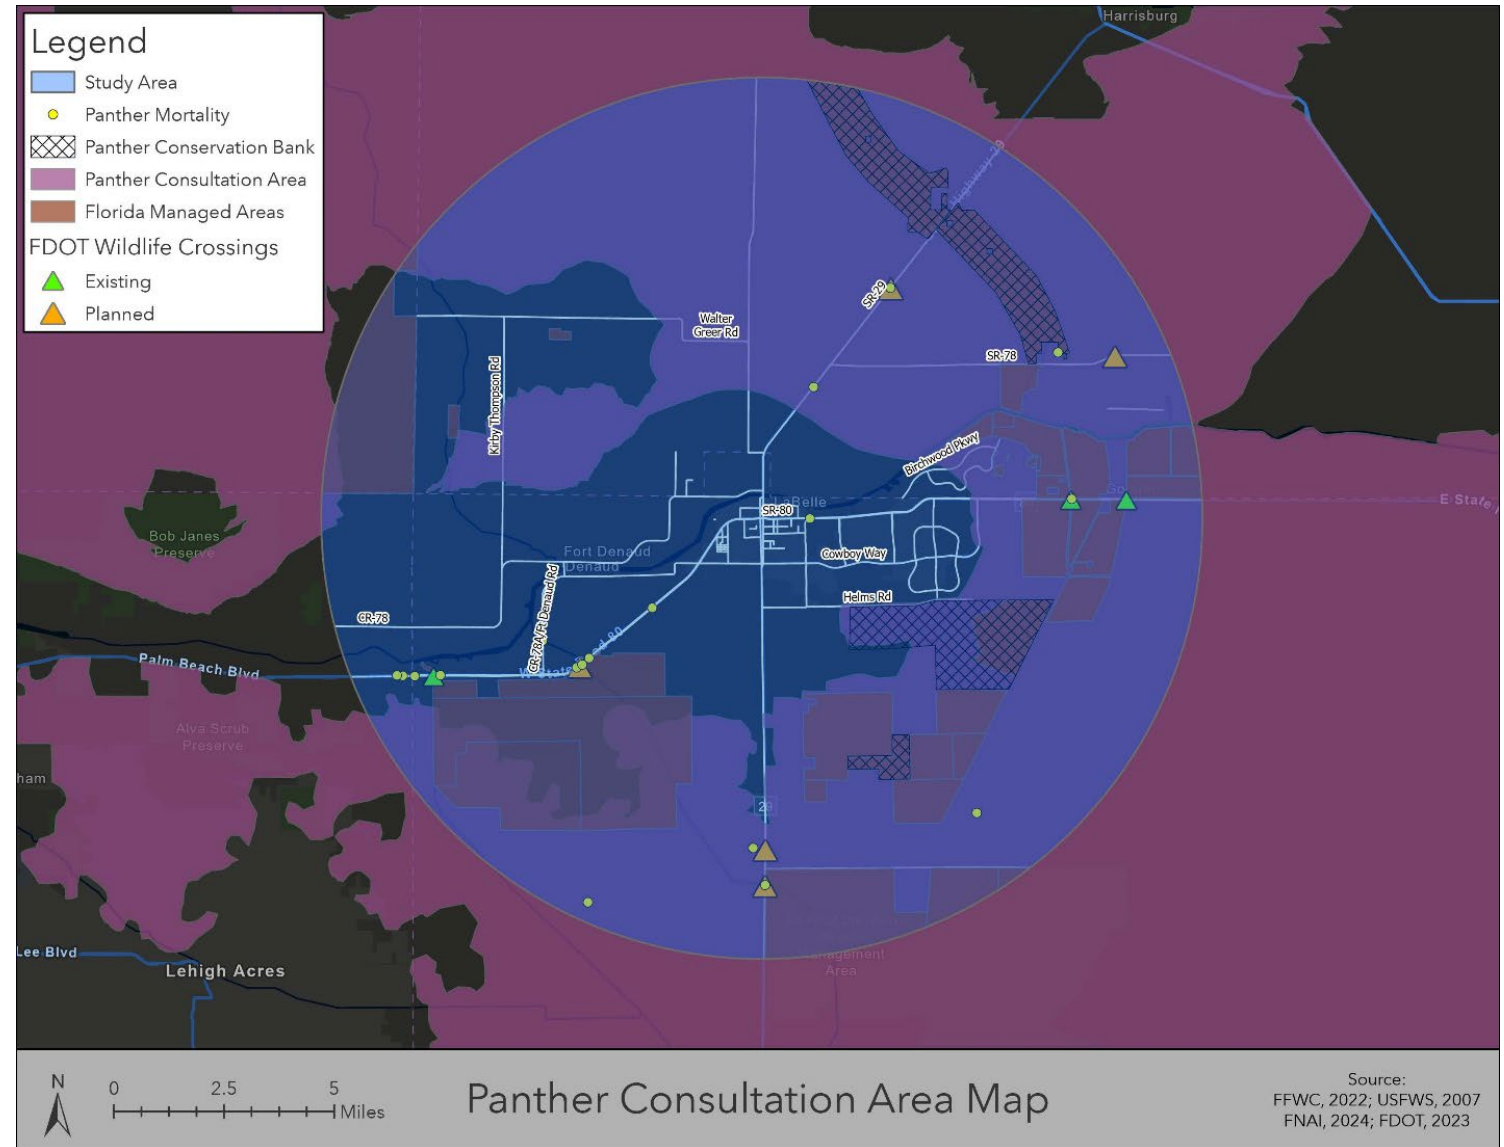 Legend
Study Area
Panther Mortality
Panther Conservation Bank
Panther Consultation Area
Florida Managed Areas
FDOT Wildlife Crossings
Existing
Planned
Harrisburg
Highway 29
SR-29
Walter
Greer Rd
SR-78
Kirby Thompson Rd
Birchwood Pkwy
E State
LaBelle
SR-80
Bob Janes
Preserve
Fort Denaud
Denaud
Cowboy Way
Helms Rd
CR-78
CR-78A/Ft Denaud Rd
Palm Beach Blvd
Alva Scrub
Preserve
ham
29
Lee Blvd
Lehigh Acres
Area
N
0 2.5 5
Miles
Panther Consultation Area Map
Source:
FFWC, 2022; USFWS, 2007
FNAI, 2024; FDOT, 2023